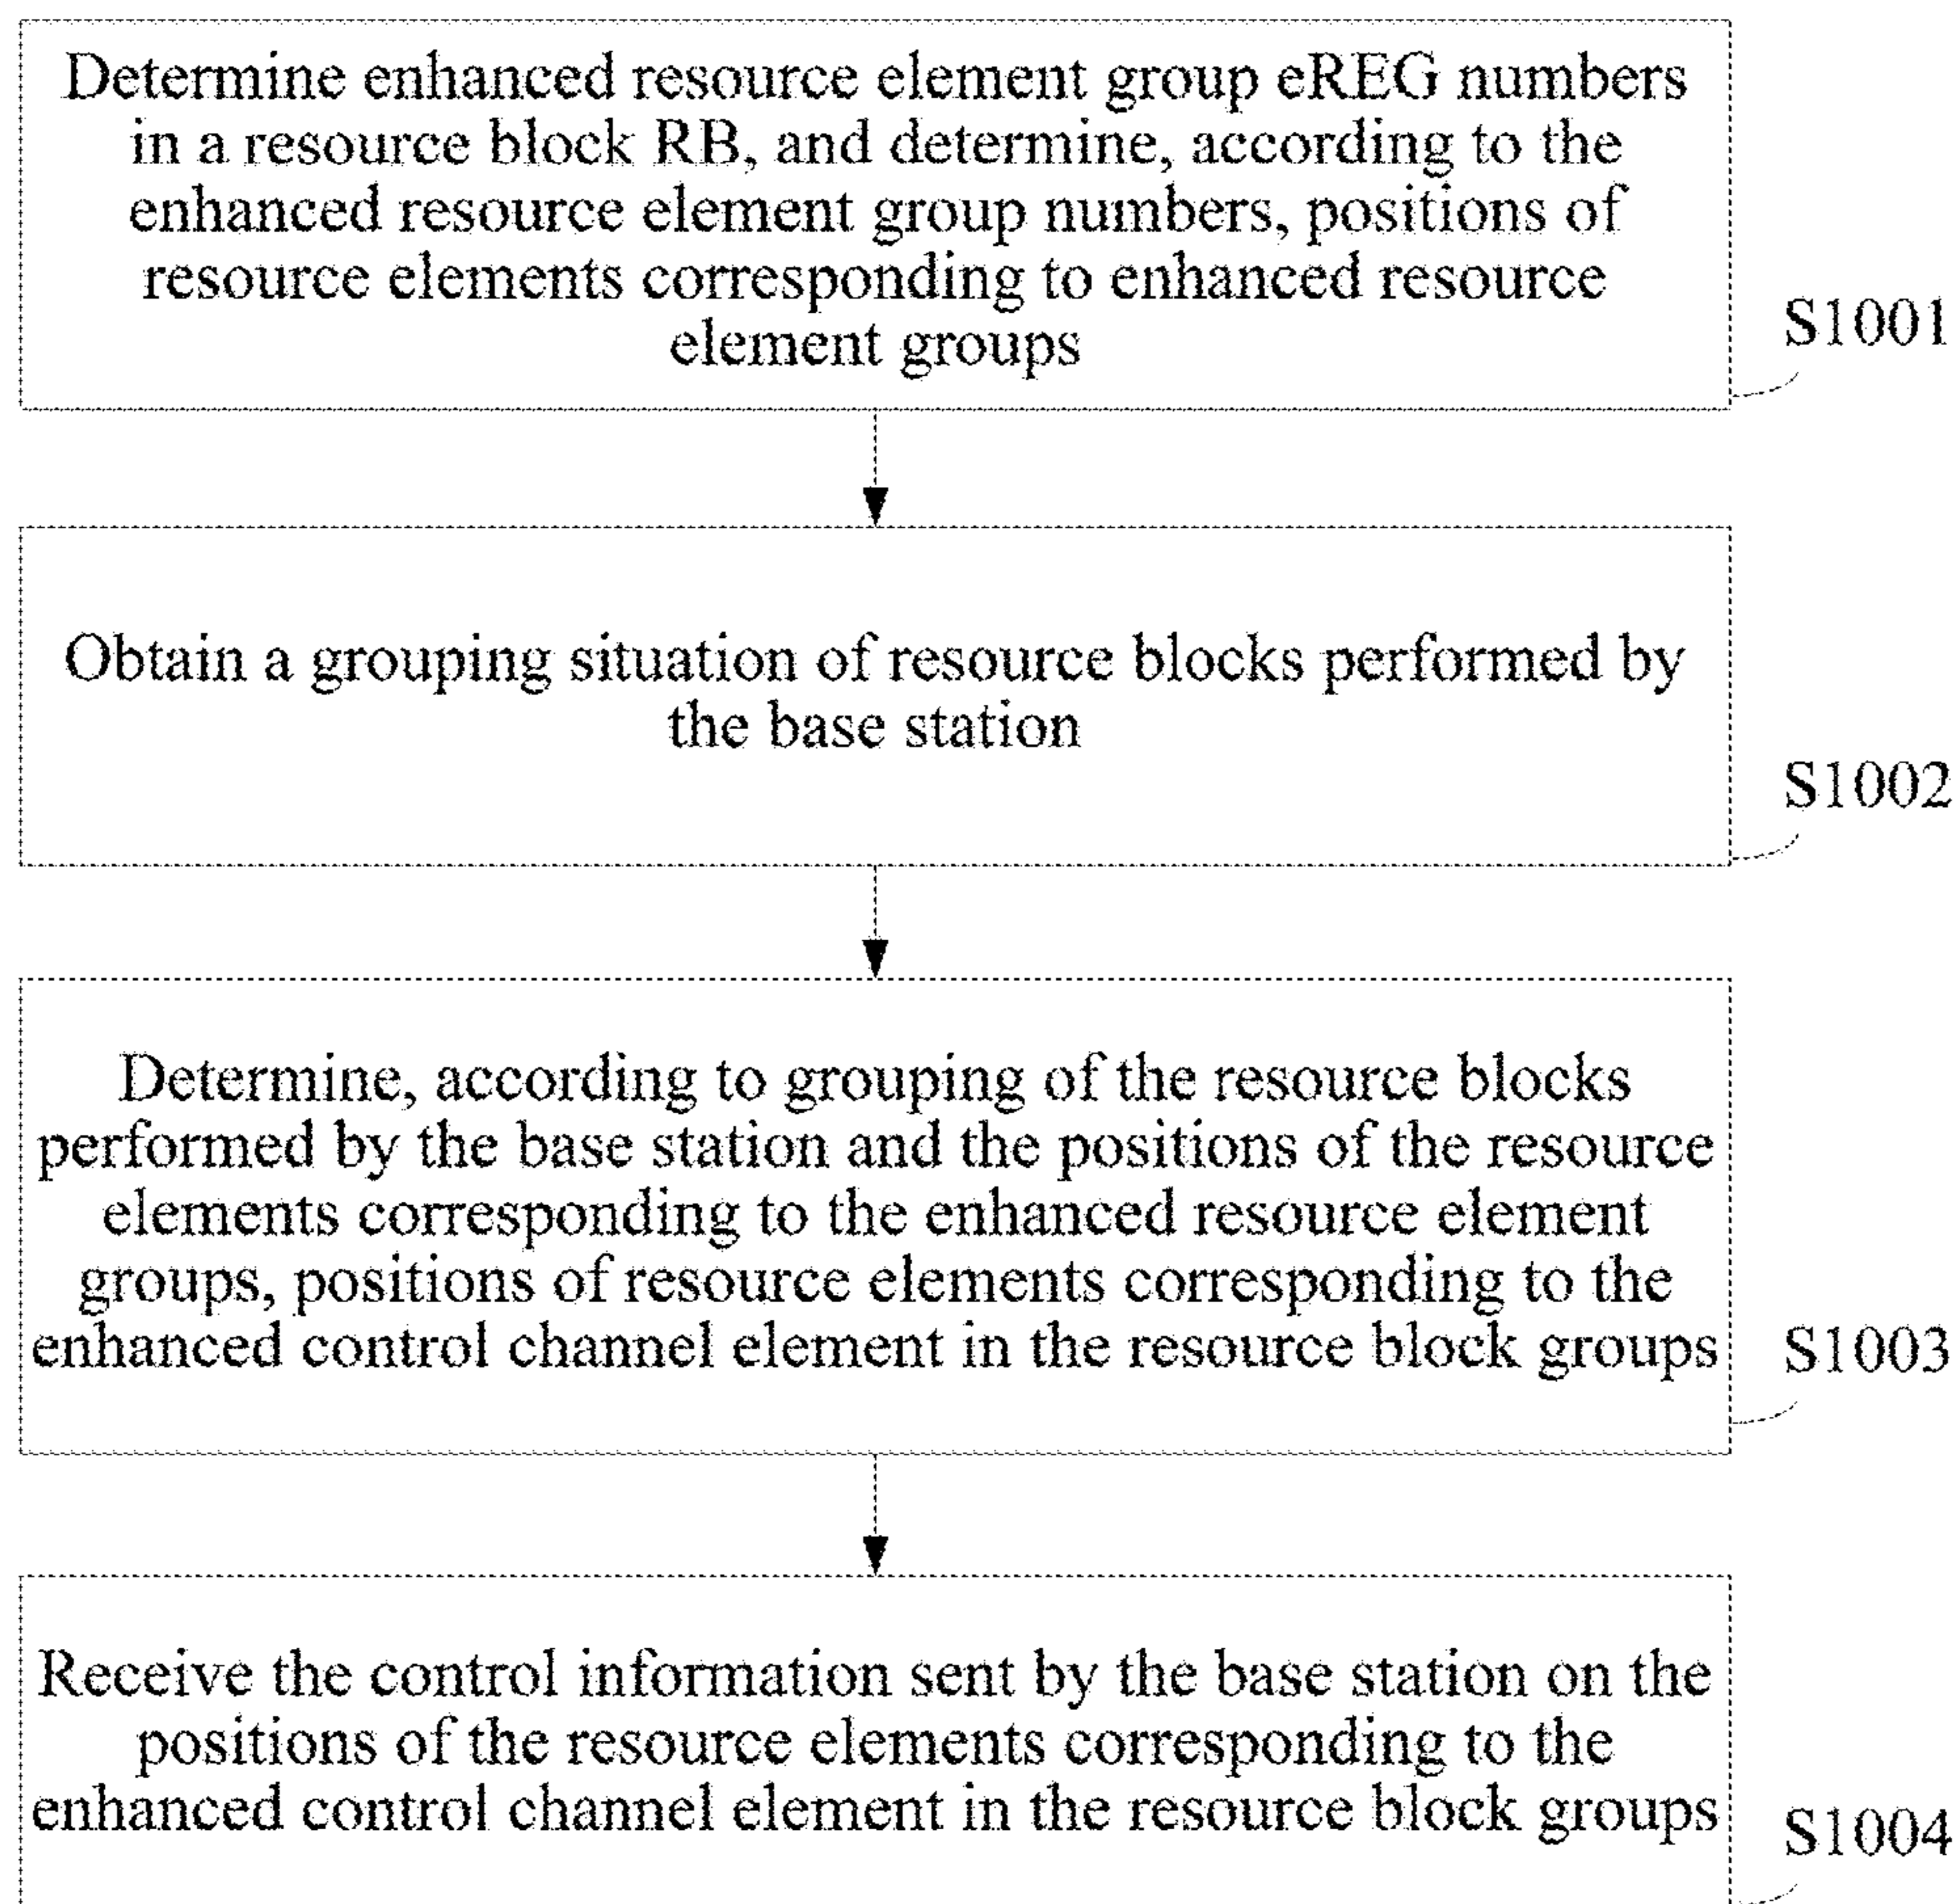 Determine enhanced resource element group eREG numbers
in a resource block RB, and determine, according to the
enhanced resource element group numbers, positions of
resource elements corresponding to enhanced resource
element groups
S1001
Obtain a grouping situation of resource blocks performed by
the base station
S1002
Determine, according to grouping of the resource blocks
performed by the base station and the positions of the resource
elements corresponding to the enhanced resource element
groups, positions of resource elements corresponding to the
enhanced control channel element in the resource block groups
S1003
Receive the control information sent by the base station on the
positions of the resource elements corresponding to the
enhanced control channel element in the resource block groups
S1004